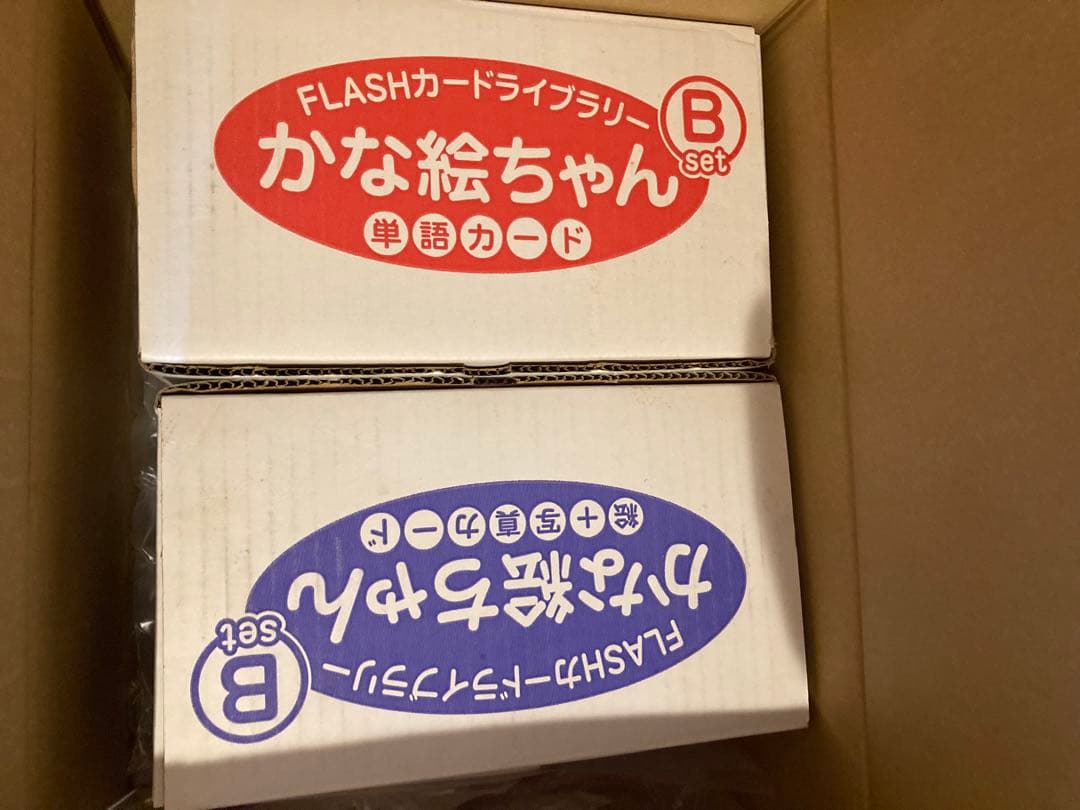 FLASHカードライブラリー
B
set
かな絵ちゃん
単語カード
FLASHカードライブラリー
B
set
かな絵ちゃん
絵+写真カード